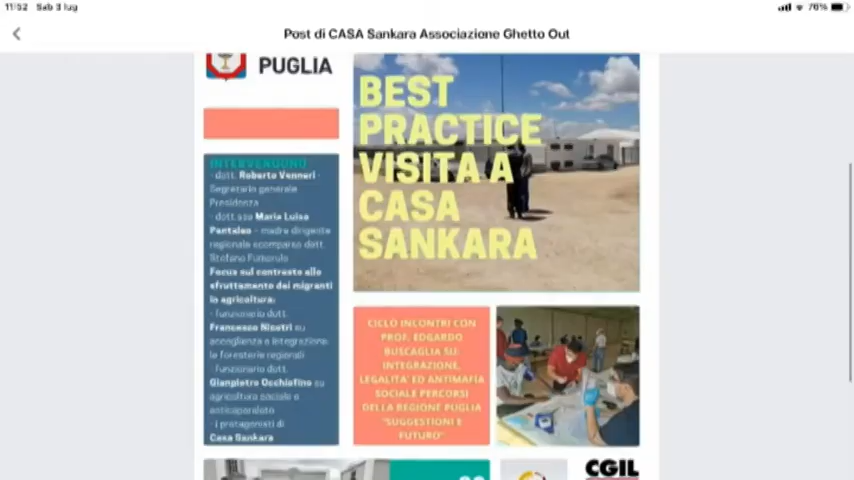 11:52 Sab 3 lug
76%
Post di CASA Sankara Associazione Ghetto Out
PUGLIA
BEST
PRACTICE
VISITA A
CASA
SANKARA
INTERVENGONO
- dott. Roberto Venneri -
Segretario generale
Presidenza
- dott.ssa Maria Luisa
Pantaleo - madre dirigente
regionale scomparso dott.
Stefano Fumarulo
Focus sul contrasto allo
sfruttamento dei migranti
in agricoltura:
- funzionario dott.
Francesco Nicotri su
accoglienza e integrazione:
le foresterie regionali
- funzionario dott.
Gianpietro Occhiofino su
agricoltura sociale e
anticaporalato
- i protagonisti di
Casa Sankara
CICLO INCONTRI CON
PROF. EDGARDO
BUSCAGLIA SU:
INTEGRAZIONE,
LEGALITA' ED ANTIMAFIA
SOCIALE PERCORSI
DELLA REGIONE PUGLIA
"SUGGESTIONI E
FUTURO"
CGIL